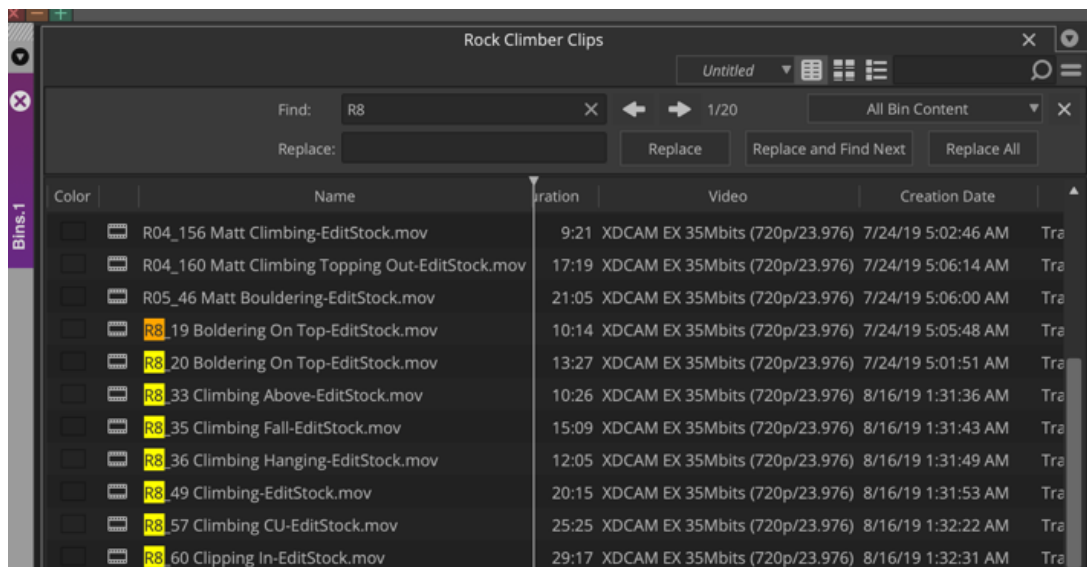 Rock Climber Clips
Untitled
Find: R8 1/20 All Bin Content
Replace: Replace Replace and Find Next Replace All
Bins.1
Color Name uration Video Creation Date
R04_156 Matt Climbing-EditStock.mov 9:21 XDCAM EX 35Mbits (720p/23.976) 7/24/19 5:02:46 AM Tra
R04_160 Matt Climbing Topping Out-EditStock.mov 17:19 XDCAM EX 35Mbits (720p/23.976) 7/24/19 5:06:14 AM Tra
R05_46 Matt Bouldering-EditStock.mov 21:05 XDCAM EX 35Mbits (720p/23.976) 7/24/19 5:06:00 AM Tra
R8_19 Boldering On Top-EditStock.mov 10:14 XDCAM EX 35Mbits (720p/23.976) 7/24/19 5:05:48 AM Tra
R8_20 Boldering On Top-EditStock.mov 13:27 XDCAM EX 35Mbits (720p/23.976) 7/24/19 5:01:51 AM Tra
R8_33 Climbing Above-EditStock.mov 10:26 XDCAM EX 35Mbits (720p/23.976) 8/16/19 1:31:36 AM Tra
R8_35 Climbing Fall-EditStock.mov 15:09 XDCAM EX 35Mbits (720p/23.976) 8/16/19 1:31:43 AM Tra
R8_36 Climbing Hanging-EditStock.mov 12:05 XDCAM EX 35Mbits (720p/23.976) 8/16/19 1:31:49 AM Tra
R8_49 Climbing-EditStock.mov 20:15 XDCAM EX 35Mbits (720p/23.976) 8/16/19 1:31:53 AM Tra
R8_57 Climbing CU-EditStock.mov 25:25 XDCAM EX 35Mbits (720p/23.976) 8/16/19 1:32:22 AM Tra
R8_60 Clipping In-EditStock.mov 29:17 XDCAM EX 35Mbits (720p/23.976) 8/16/19 1:32:31 AM Tra